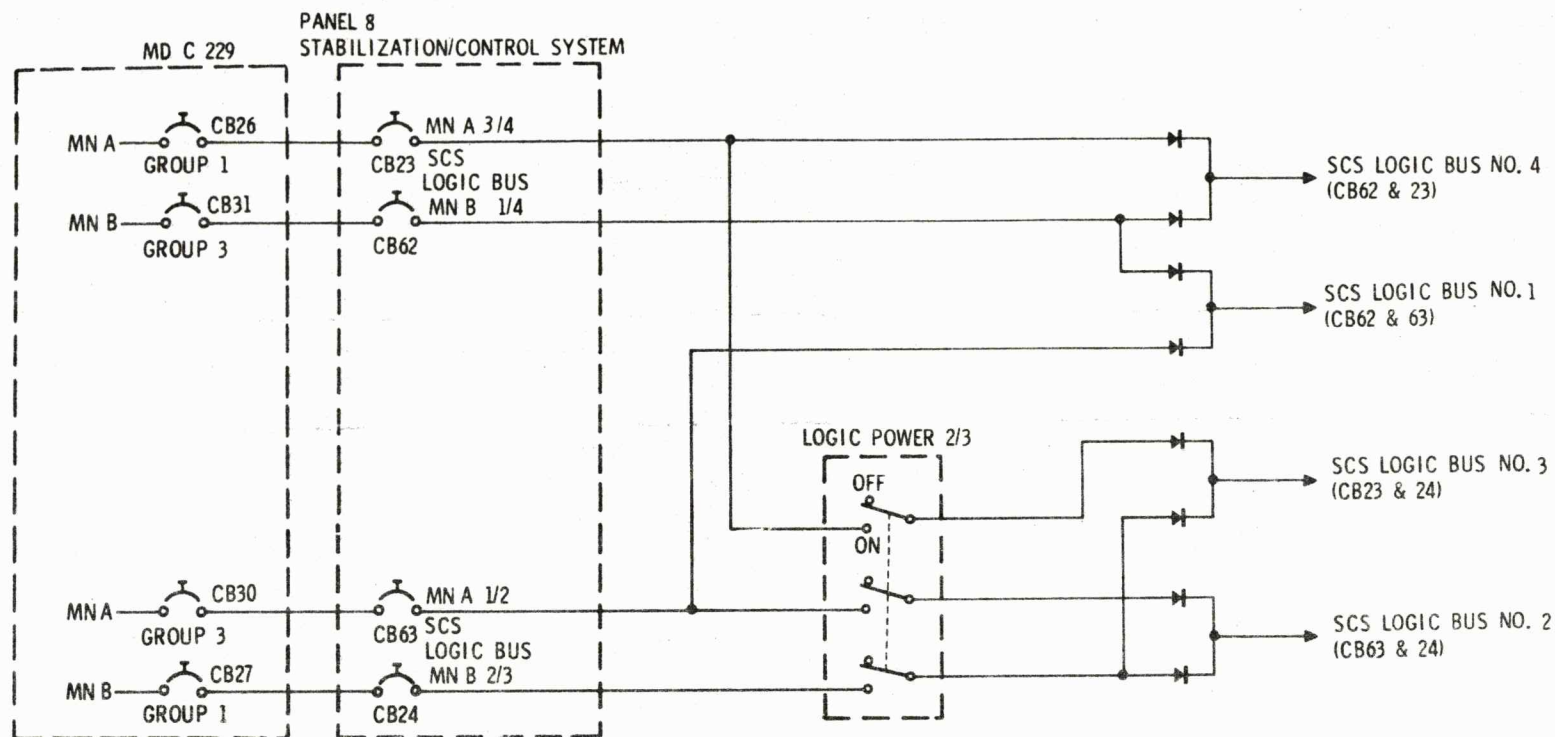 PANEL 8
STABILIZATION/CONTROL SYSTEM
MD C 229
MN A
CB26
GROUP 1
CB23
MN A 3/4
SCS
LOGIC BUS
MN B 1/4
MN B
CB31
GROUP 3
CB62
SCS LOGIC BUS NO. 4
(CB62 & 23)
SCS LOGIC BUS NO. 1
(CB62 & 63)
LOGIC POWER 2/3
OFF
ON
SCS LOGIC BUS NO. 3
(CB23 & 24)
MN A
CB30
GROUP 3
CB63
MN A 1/2
SCS
LOGIC BUS
MN B 2/3
MN B
CB27
GROUP 1
CB24
SCS LOGIC BUS NO. 2
(CB63 & 24)